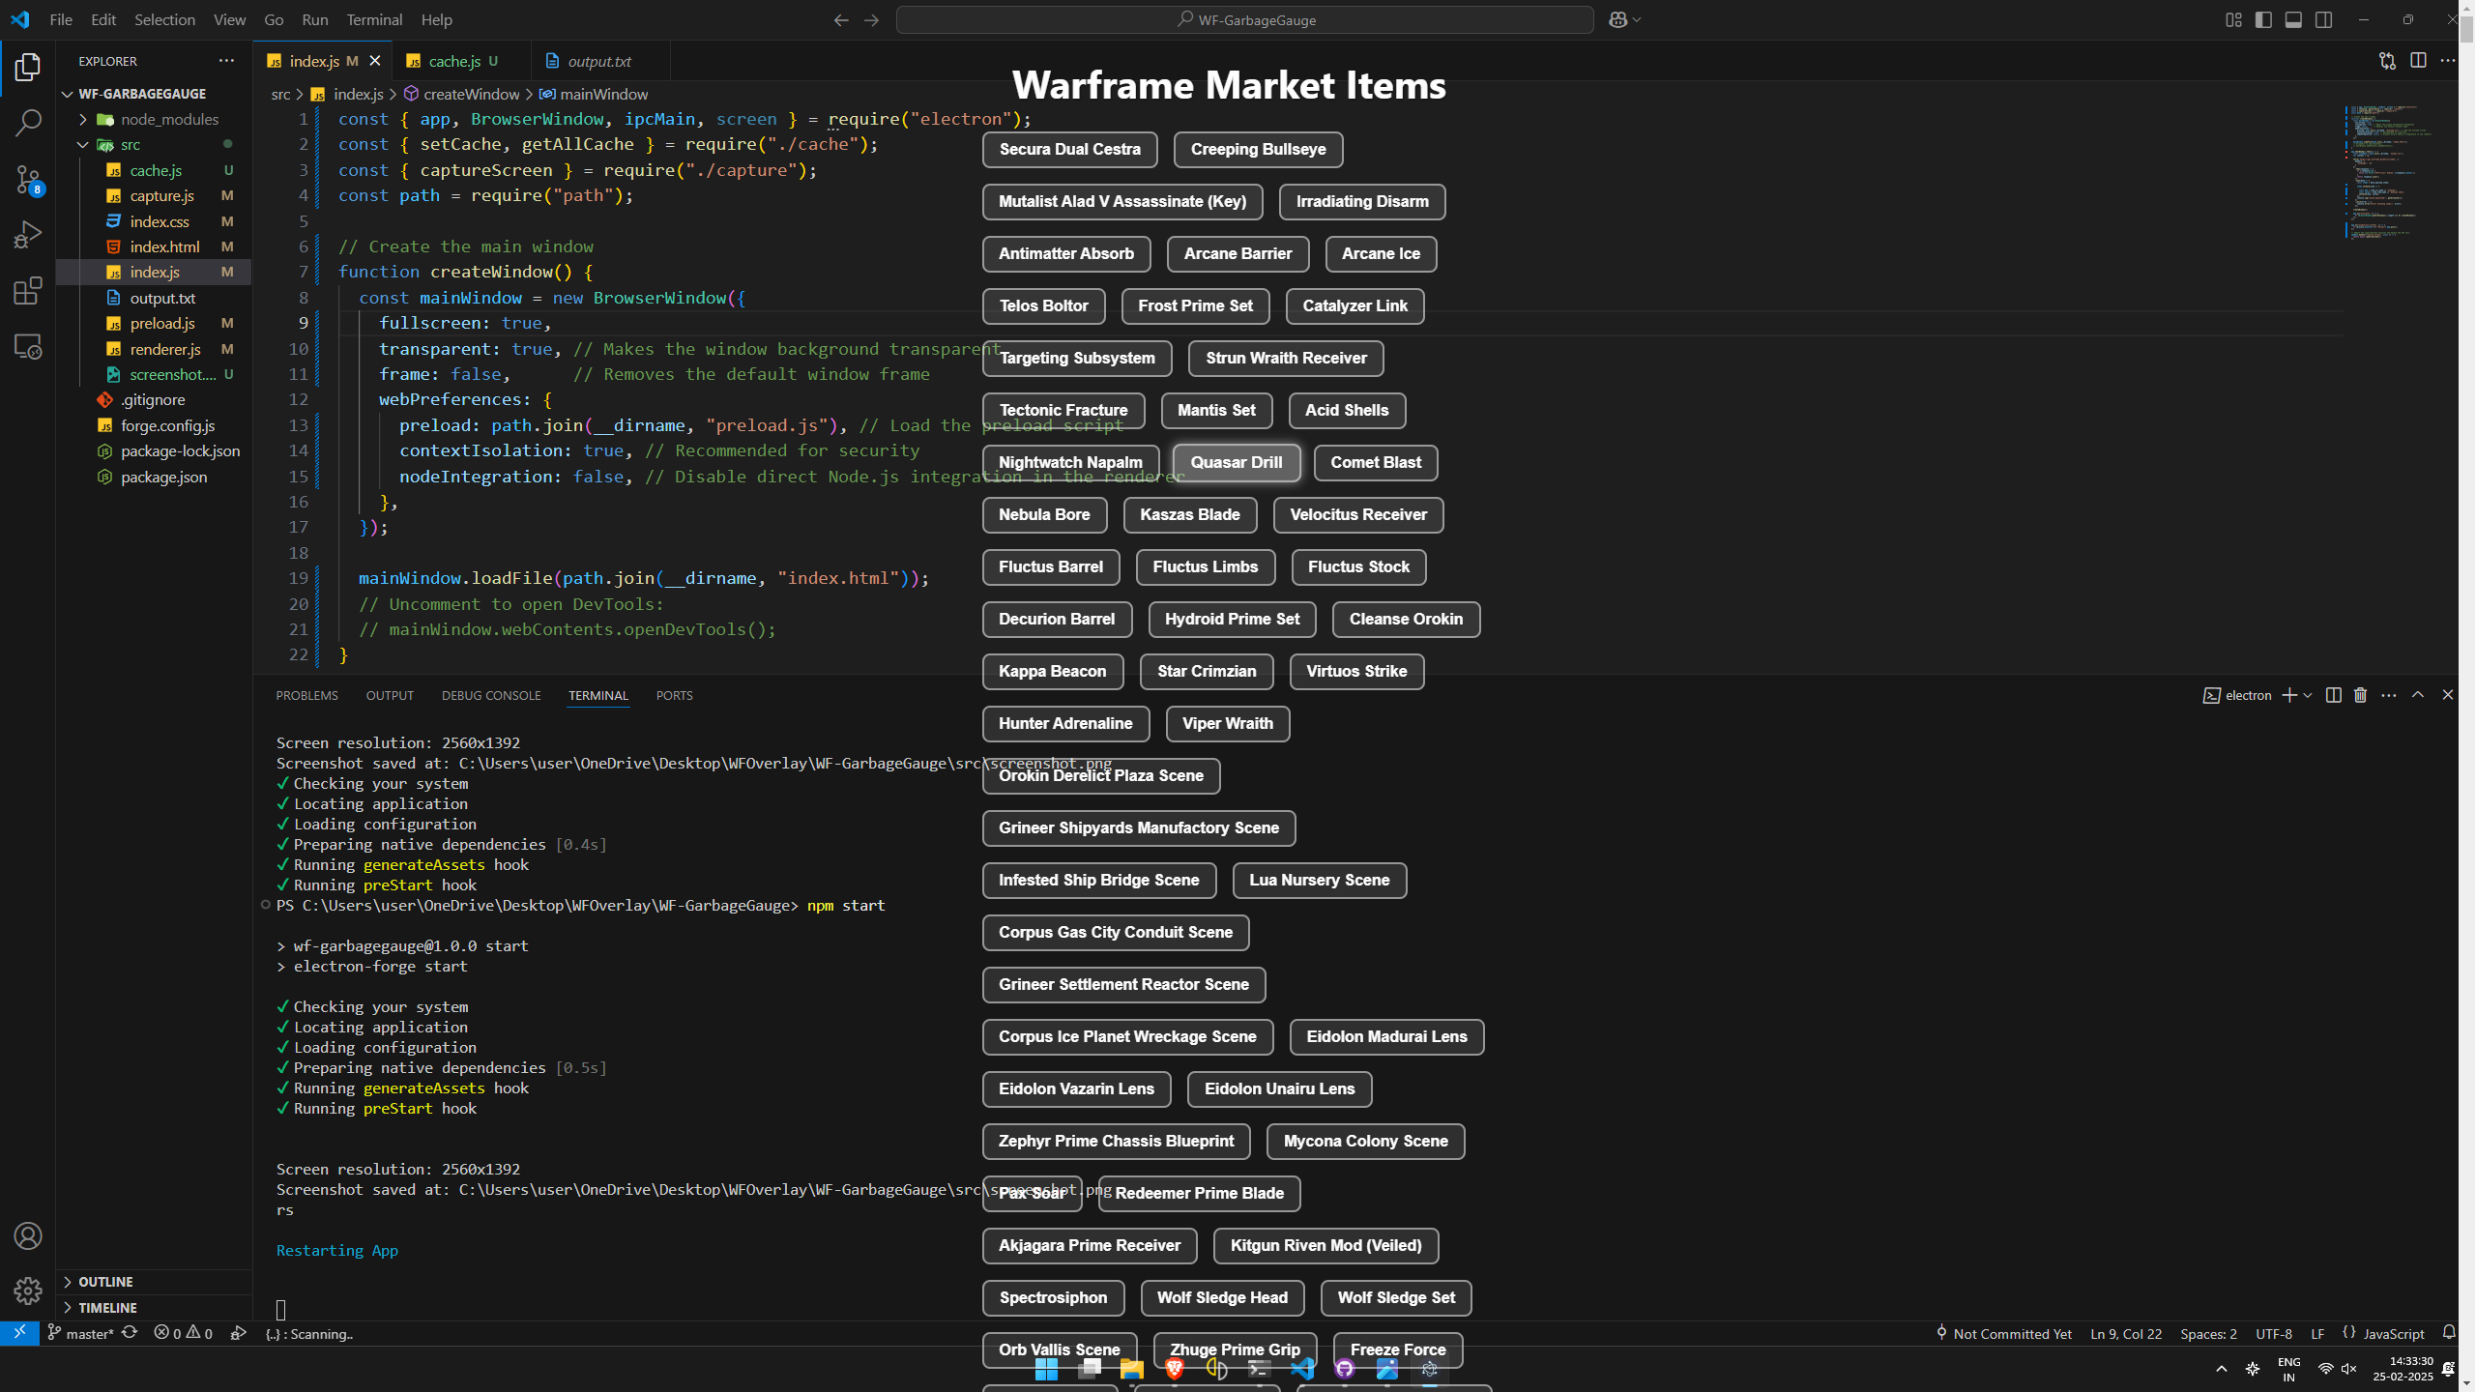 File Edit Selection View Go Run Terminal Help
WF-GarbageGauge
EXPLORER
index.js M
cache.js U
output.txt
WF-GARBAGEGAUGE
node_modules
src
cache.js U
capture.js M
index.css M
index.html M
index.js M
output.txt
preload.js M
renderer.js M
screenshot.... U
.gitignore
forge.config.js
package-lock.json
package.json
8
OUTLINE
TIMELINE
src > index.js > createWindow > mainWindow
1 const { app, BrowserWindow, ipcMain, screen } = require("electron");
2 const { setCache, getAllCache } = require("./cache");
3 const { captureScreen } = require("./capture");
4 const path = require("path");
5
6 // Create the main window
7 function createWindow() {
8 const mainWindow = new BrowserWindow({
9 fullscreen: true,
10 transparent: true, // Makes the window background transparent
11 frame: false, // Removes the default window frame
12 webPreferences: {
13 preload: path.join(__dirname, "preload.js"), // Load the preload script
14 contextIsolation: true, // Recommended for security
15 nodeIntegration: false, // Disable direct Node.js integration in the renderer
16 },
17 });
18
19 mainWindow.loadFile(path.join(__dirname, "index.html"));
20 // Uncomment to open DevTools:
21 // mainWindow.webContents.openDevTools();
22 }
PROBLEMS OUTPUT DEBUG CONSOLE TERMINAL PORTS
electron
Screen resolution: 2560x1392
Screenshot saved at: C:\Users\user\OneDrive\Desktop\WFOverlay\WF-GarbageGauge\src\screenshot.png
✓ Checking your system
✓ Locating application
✓ Loading configuration
✓ Preparing native dependencies [0.4s]
✓ Running generateAssets hook
✓ Running preStart hook
PS C:\Users\user\OneDrive\Desktop\WFOverlay\WF-GarbageGauge> npm start
> wf-garbagegauge@1.0.0 start
> electron-forge start
✓ Checking your system
✓ Locating application
✓ Loading configuration
✓ Preparing native dependencies [0.5s]
✓ Running generateAssets hook
✓ Running preStart hook
Screen resolution: 2560x1392
Screenshot saved at: C:\Users\user\OneDrive\Desktop\WFOverlay\WF-GarbageGauge\src\screenshot.png
rs
Restarting App
Warframe Market Items
Secura Dual Cestra Creeping Bullseye
Mutalist Alad V Assassinate (Key) Irradiating Disarm
Antimatter Absorb Arcane Barrier Arcane Ice
Telos Boltor Frost Prime Set Catalyzer Link
Targeting Subsystem Strun Wraith Receiver
Tectonic Fracture Mantis Set Acid Shells
Nightwatch Napalm Quasar Drill Comet Blast
Nebula Bore Kaszas Blade Velocitus Receiver
Fluctus Barrel Fluctus Limbs Fluctus Stock
Decurion Barrel Hydroid Prime Set Cleanse Orokin
Kappa Beacon Star Crimzian Virtuos Strike
Hunter Adrenaline Viper Wraith
Orokin Derelict Plaza Scene
Grineer Shipyards Manufactory Scene
Infested Ship Bridge Scene Lua Nursery Scene
Corpus Gas City Conduit Scene
Grineer Settlement Reactor Scene
Corpus Ice Planet Wreckage Scene Eidolon Madurai Lens
Eidolon Vazarin Lens Eidolon Unairu Lens
Zephyr Prime Chassis Blueprint Mycona Colony Scene
Pax Soar Redeemer Prime Blade
Akjagara Prime Receiver Kitgun Riven Mod (Veiled)
Spectrosiphon Wolf Sledge Head Wolf Sledge Set
Orb Vallis Scene Zhuge Prime Grip Freeze Force
master* 0 0 {..} : Scanning..
Not Committed Yet Ln 9, Col 22 Spaces: 2 UTF-8 LF {} JavaScript
ENG
IN
14:33:30
25-02-2025